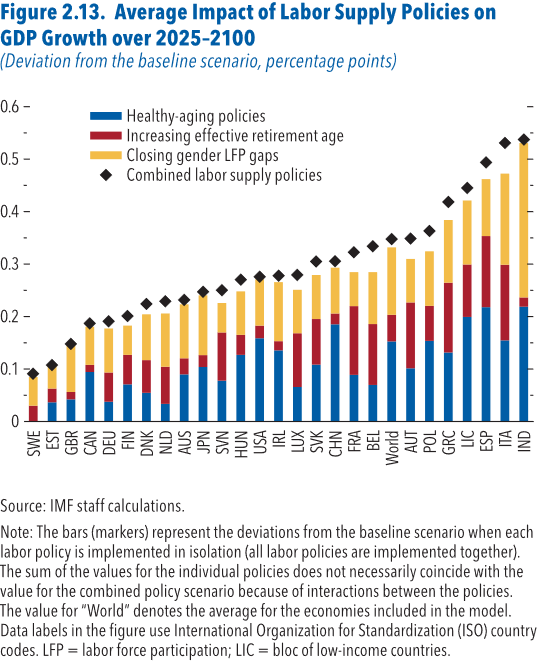 Figure 2.13. Average Impact of Labor Supply Policies on
GDP Growth over 2025–2100
(Deviation from the baseline scenario, percentage points)
0.6
Healthy-aging policies
Increasing effective retirement age
Closing gender LFP gaps
Combined labor supply policies
0.5
0.4
0.3
0.2
0.1
0
SWE
EST
GBR
CAN
DEU
FIN
DNK
NLD
AUS
JPN
SVN
HUN
USA
IRL
LUX
SVK
CHN
FRA
BEL
World
AUT
POL
GRC
LIC
ESP
ITA
IND
Source: IMF staff calculations.
Note: The bars (markers) represent the deviations from the baseline scenario when each
labor policy is implemented in isolation (all labor policies are implemented together).
The sum of the values for the individual policies does not necessarily coincide with the
value for the combined policy scenario because of interactions between the policies.
The value for “World” denotes the average for the economies included in the model.
Data labels in the figure use International Organization for Standardization (ISO) country
codes. LFP = labor force participation; LIC = bloc of low-income countries.